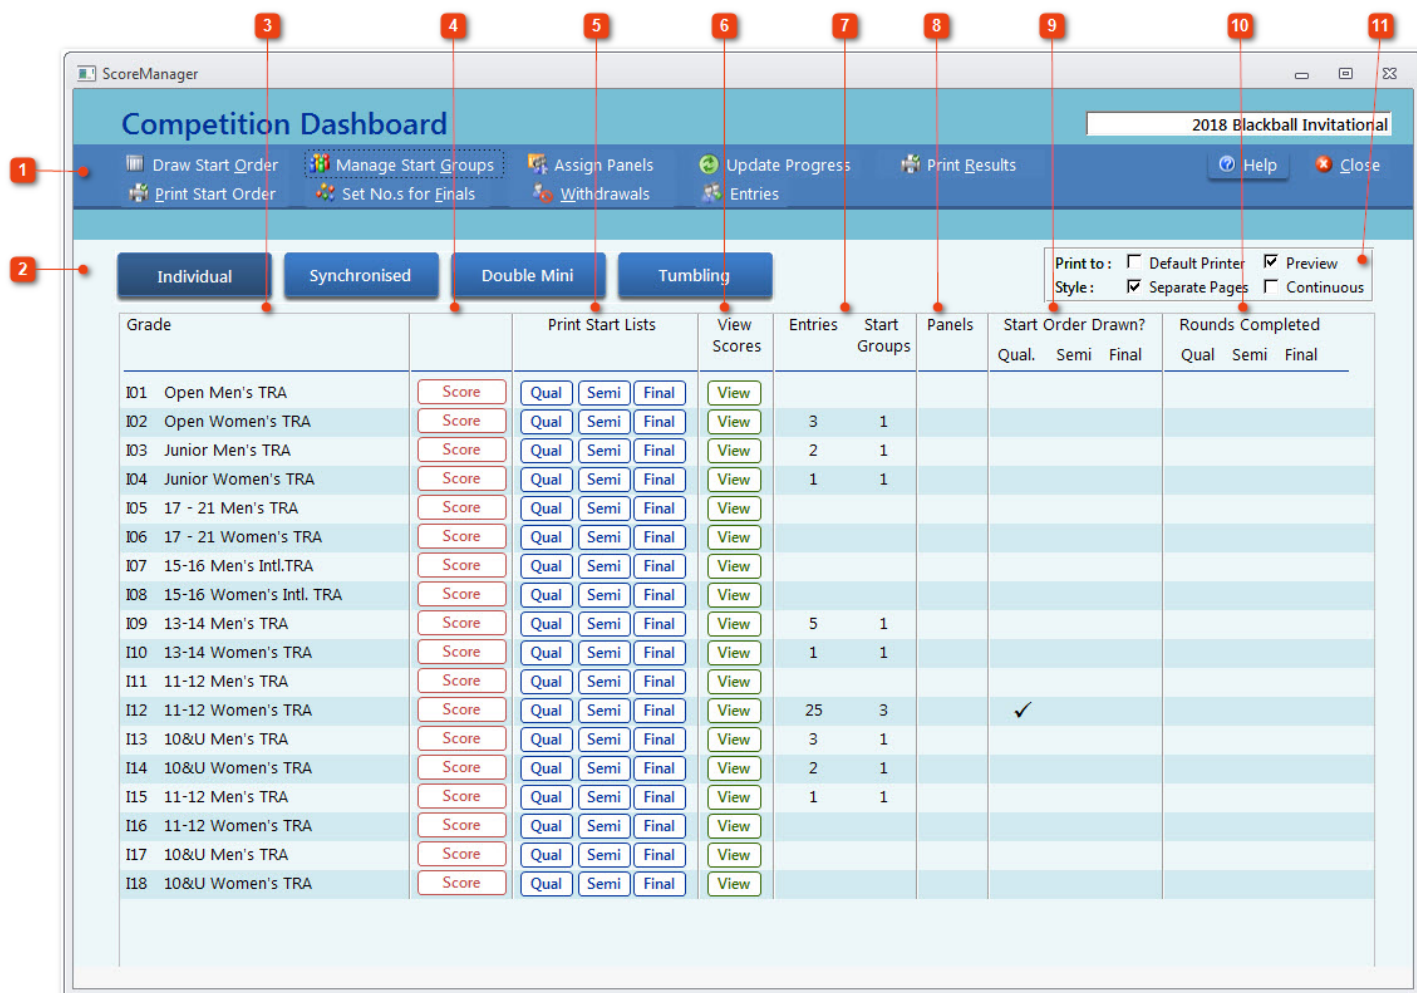 3 4 5 6 7 8 9 10 11
ScoreManager
Competition Dashboard
2018 Blackball Invitational
1
Draw Start Order Manage Start Groups Assign Panels Update Progress Print Results Help Close
Print Start Order Set No.s for Finals Withdrawals Entries
2
Individual Synchronised Double Mini Tumbling
Print to : Default Printer Preview
Style : Separate Pages Continuous
Grade Print Start Lists View Entries Start Panels Start Order Drawn? Rounds Completed
Scores Groups Qual. Semi Final Qual Semi Final
I01 Open Men's TRA Score Qual Semi Final View
I02 Open Women's TRA Score Qual Semi Final View 3 1
I03 Junior Men's TRA Score Qual Semi Final View 2 1
I04 Junior Women's TRA Score Qual Semi Final View 1 1
I05 17 - 21 Men's TRA Score Qual Semi Final View
I06 17 - 21 Women's TRA Score Qual Semi Final View
I07 15-16 Men's Intl.TRA Score Qual Semi Final View
I08 15-16 Women's Intl. TRA Score Qual Semi Final View
I09 13-14 Men's TRA Score Qual Semi Final View 5 1
I10 13-14 Women's TRA Score Qual Semi Final View 1 1
I11 11-12 Men's TRA Score Qual Semi Final View
I12 11-12 Women's TRA Score Qual Semi Final View 25 3 ✓
I13 10&U Men's TRA Score Qual Semi Final View 3 1
I14 10&U Women's TRA Score Qual Semi Final View 2 1
I15 11-12 Men's TRA Score Qual Semi Final View 1 1
I16 11-12 Women's TRA Score Qual Semi Final View
I17 10&U Men's TRA Score Qual Semi Final View
I18 10&U Women's TRA Score Qual Semi Final View